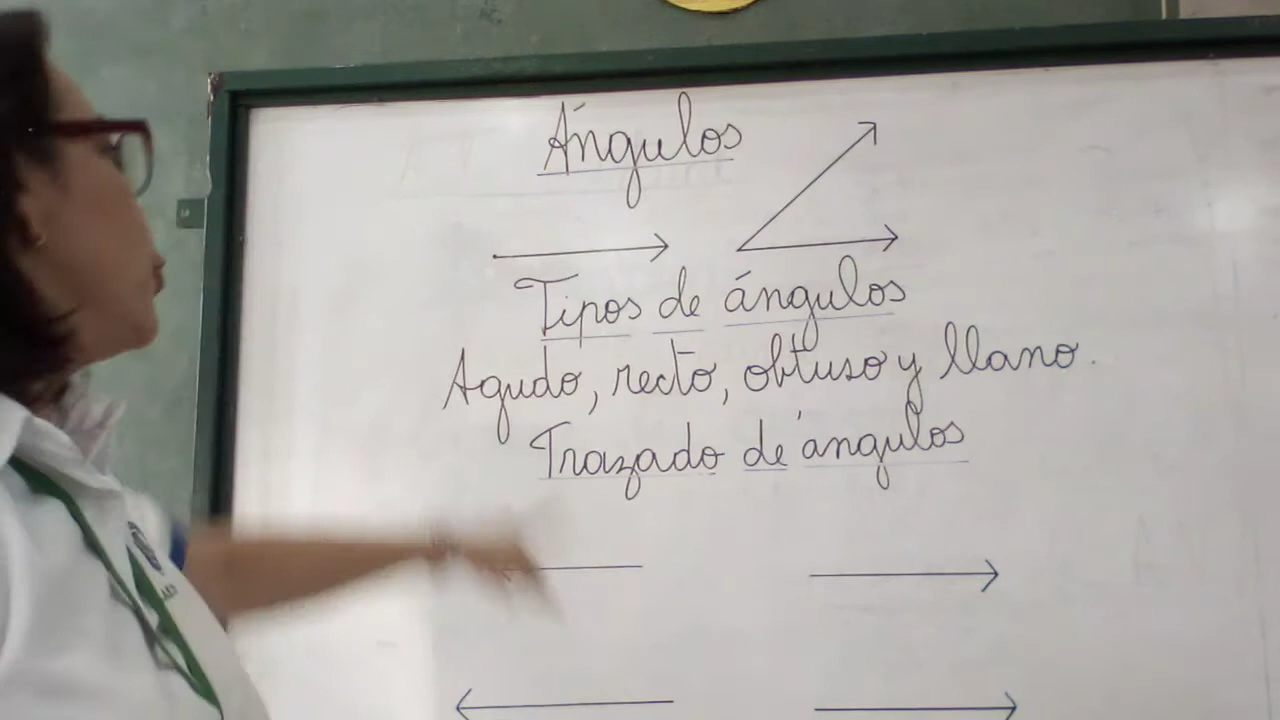 Ángulos
Tipos de ángulos
Agudo, recto, obtuso y llano.
Trazado de ángulos